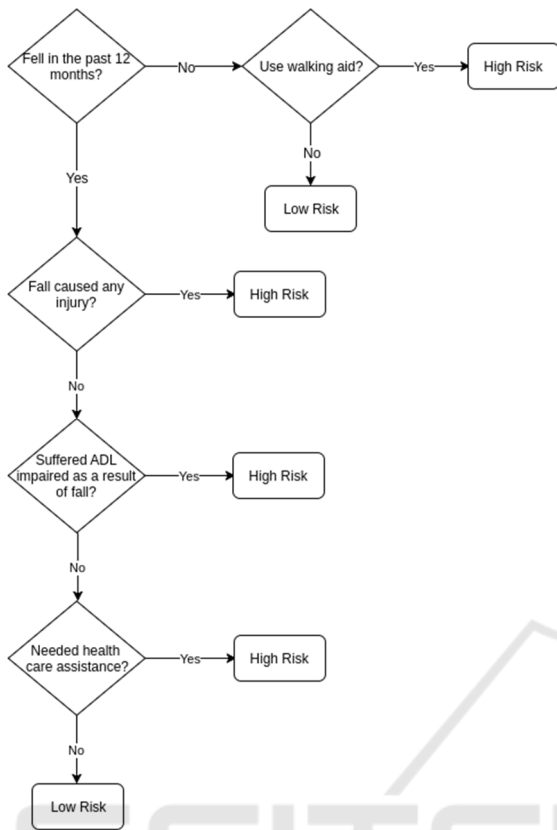 Fell in the past 12
months?
No
Use walking aid?
Yes
High Risk
No
Low Risk
Yes
Fall caused any
injury?
Yes
High Risk
No
Suffered ADL
impaired as a result
of fall?
Yes
High Risk
No
Needed health
care assistance?
Yes
High Risk
No
Low Risk